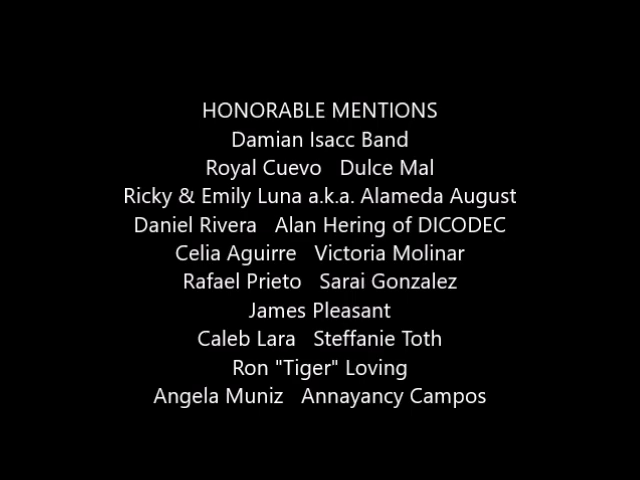 HONORABLE MENTIONS
Damian Isacc Band
Royal Cuevo   Dulce Mal
Ricky & Emily Luna a.k.a. Alameda August
Daniel Rivera   Alan Hering of DICODEC
Celia Aguirre   Victoria Molinar
Rafael Prieto   Sarai Gonzalez
James Pleasant
Caleb Lara   Steffanie Toth
Ron "Tiger" Loving
Angela Muniz   Annayancy Campos